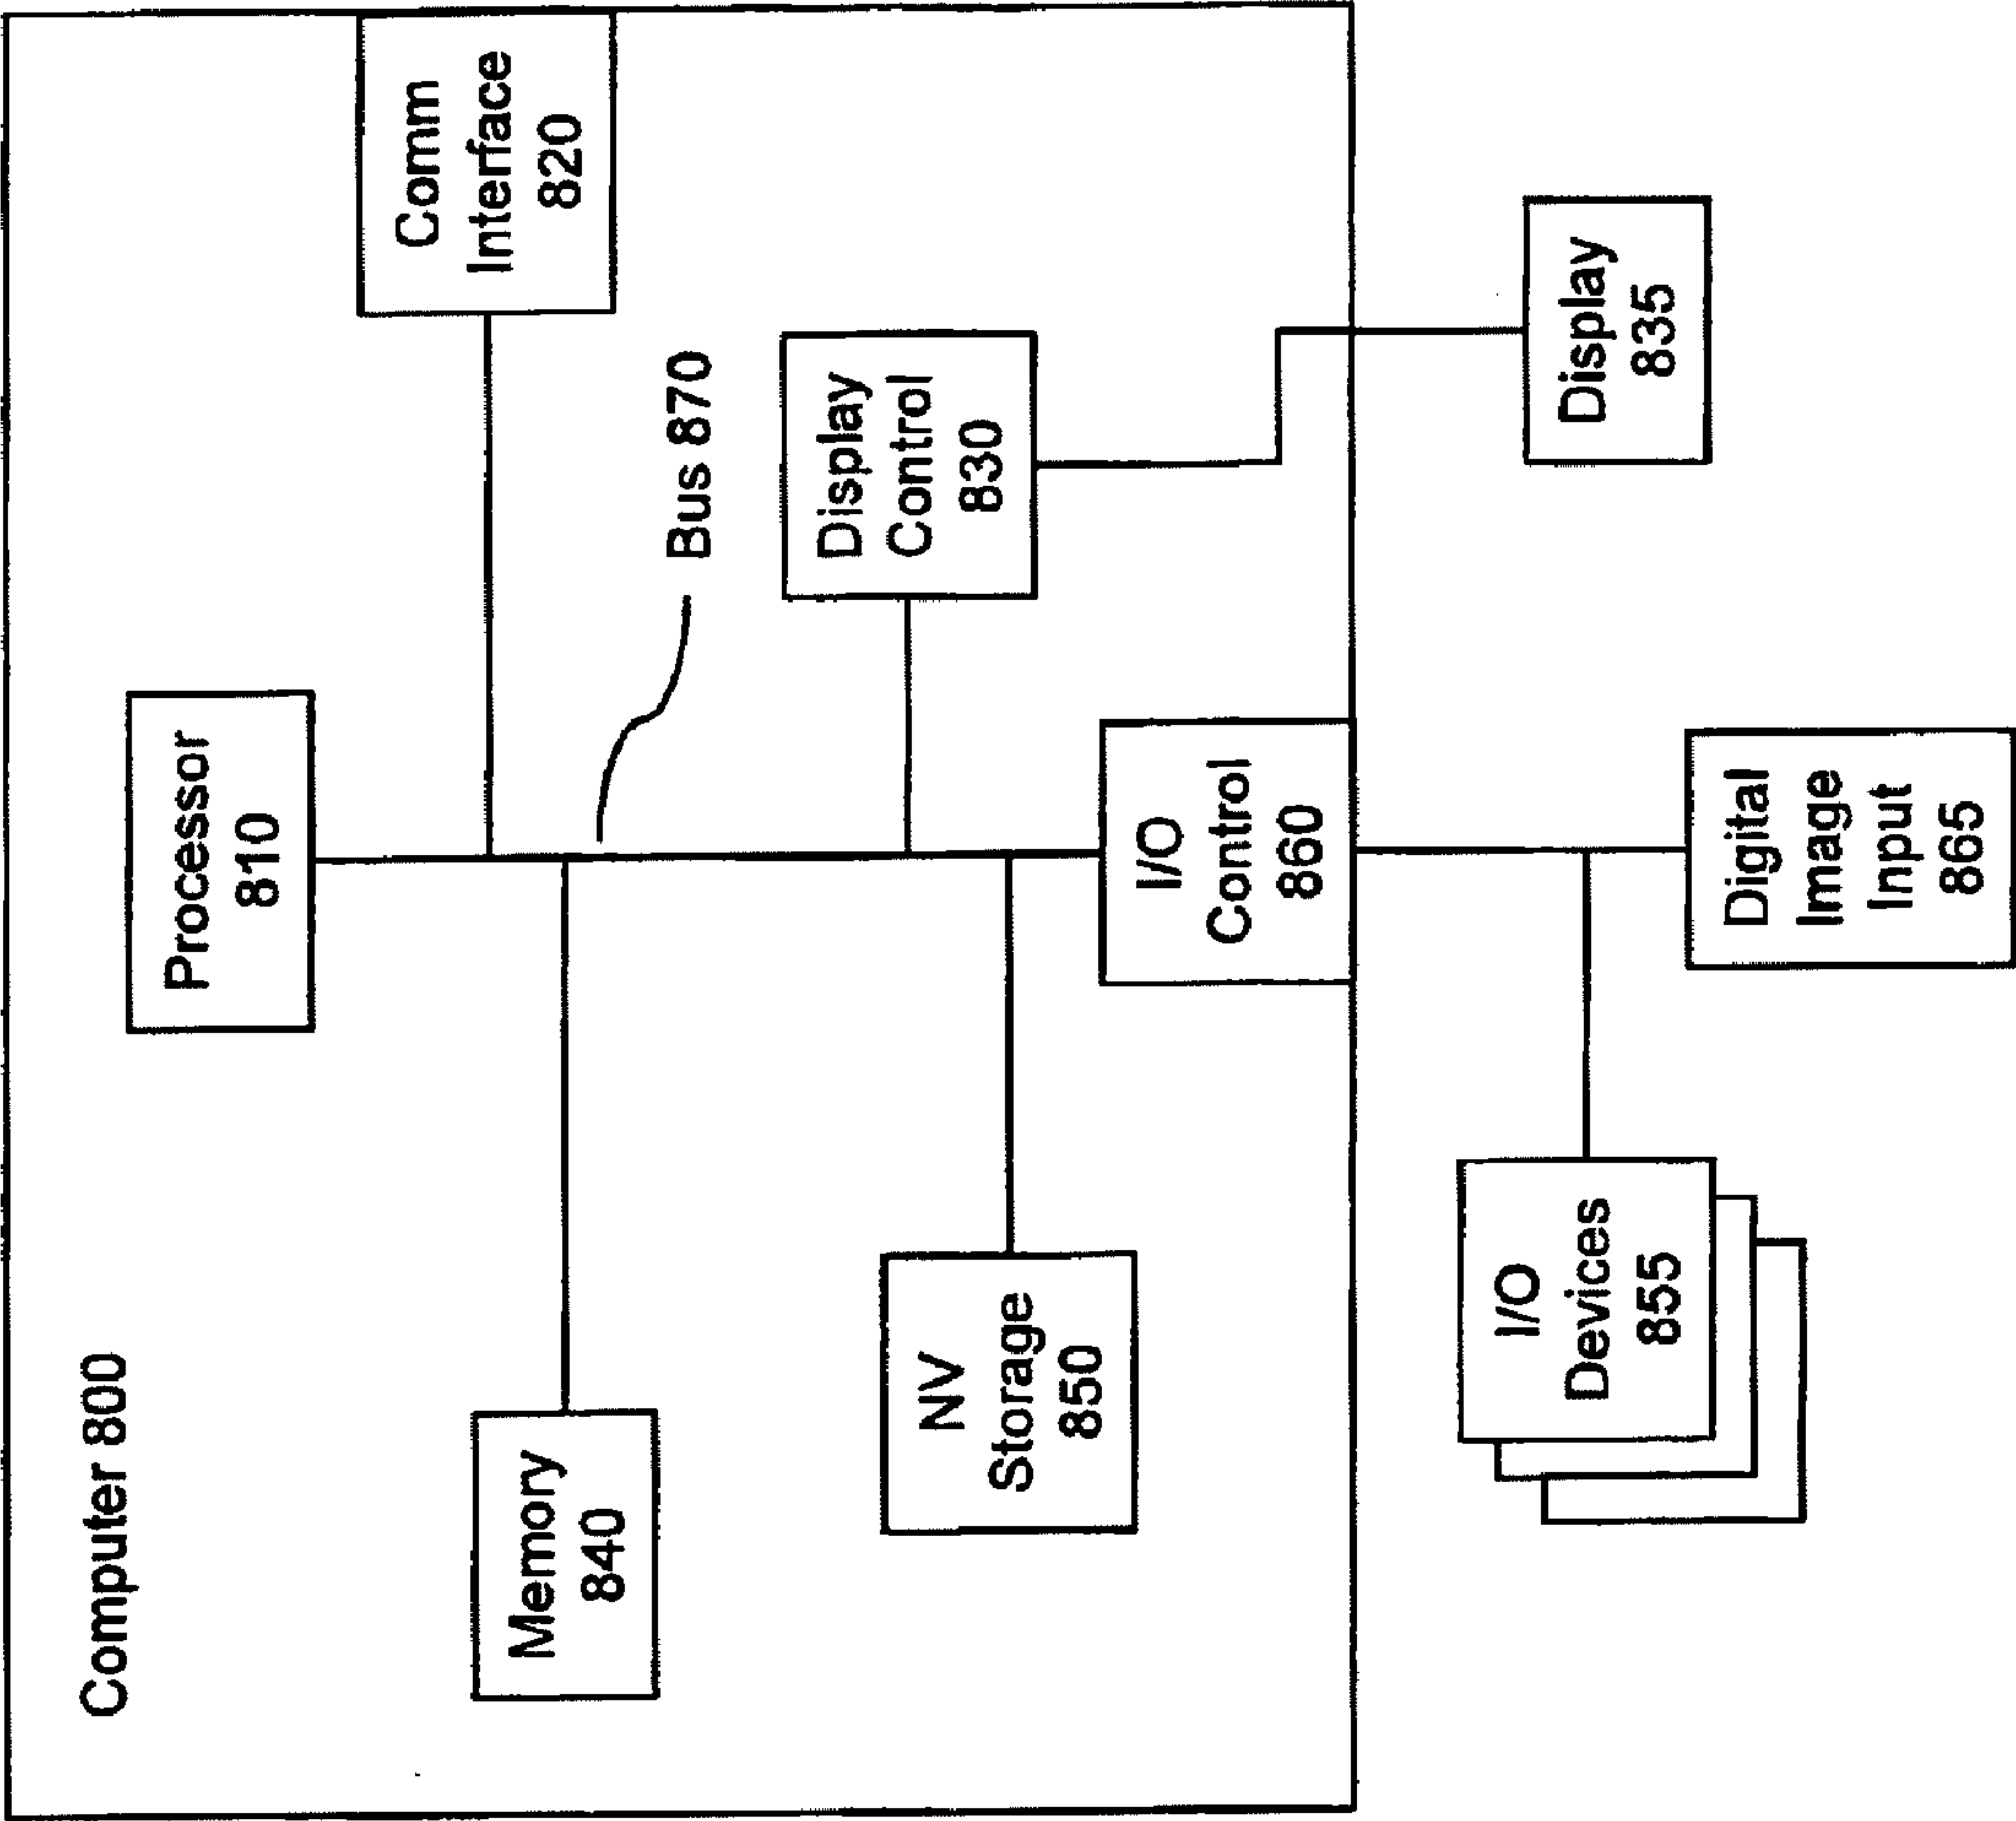 Computer 800
Processor
810
Comm
Interface
820
Memory
840
Bus 870
NV
Storage
850
Display
Control
830
I/O
Control
860
I/O
Devices
855
Digital
Image
Input
865
Display
835